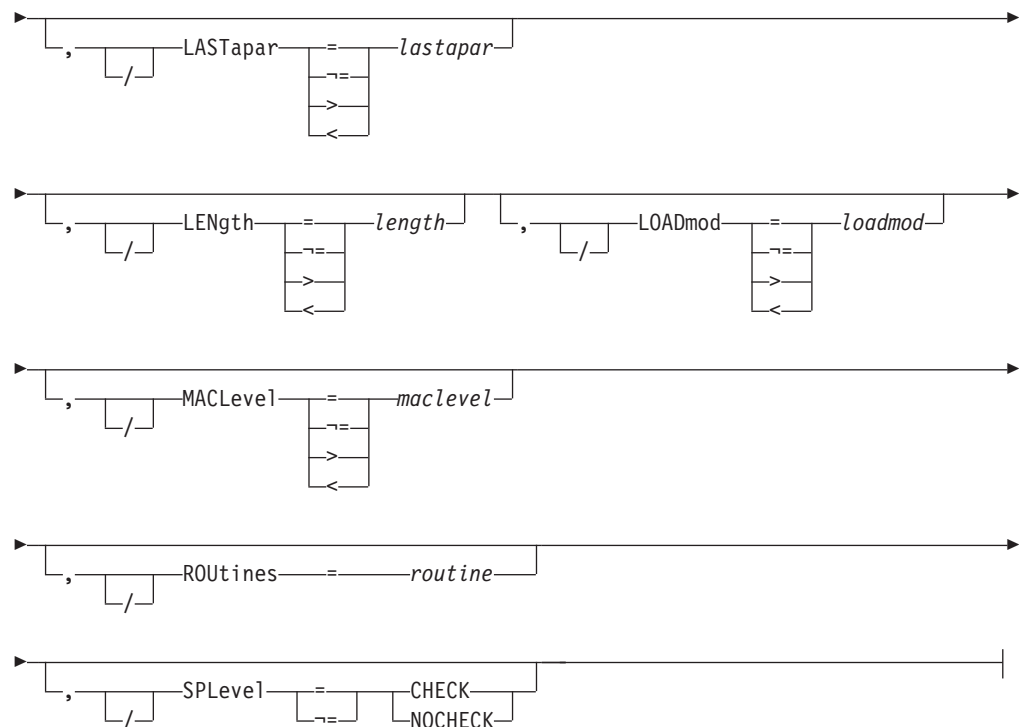 , / LASTapar = lastapar
¬=
>
<
, / LENgth = length , / LOADmod = loadmod
¬= ¬=
> >
< <
, / MACLevel = maclevel
¬=
>
<
, / ROUtines = routine
, / SPLevel = CHECK
¬= NOCHECK